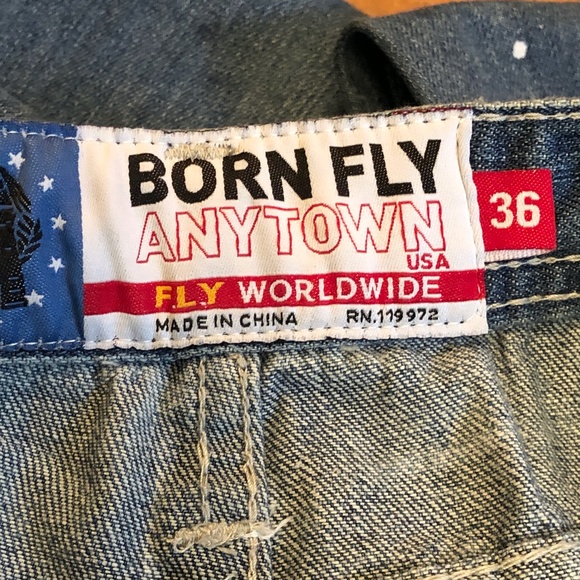 BORN FLY
ANYTOWN
USA
FLY WORLDWIDE
MADE IN CHINA RN.119972
36